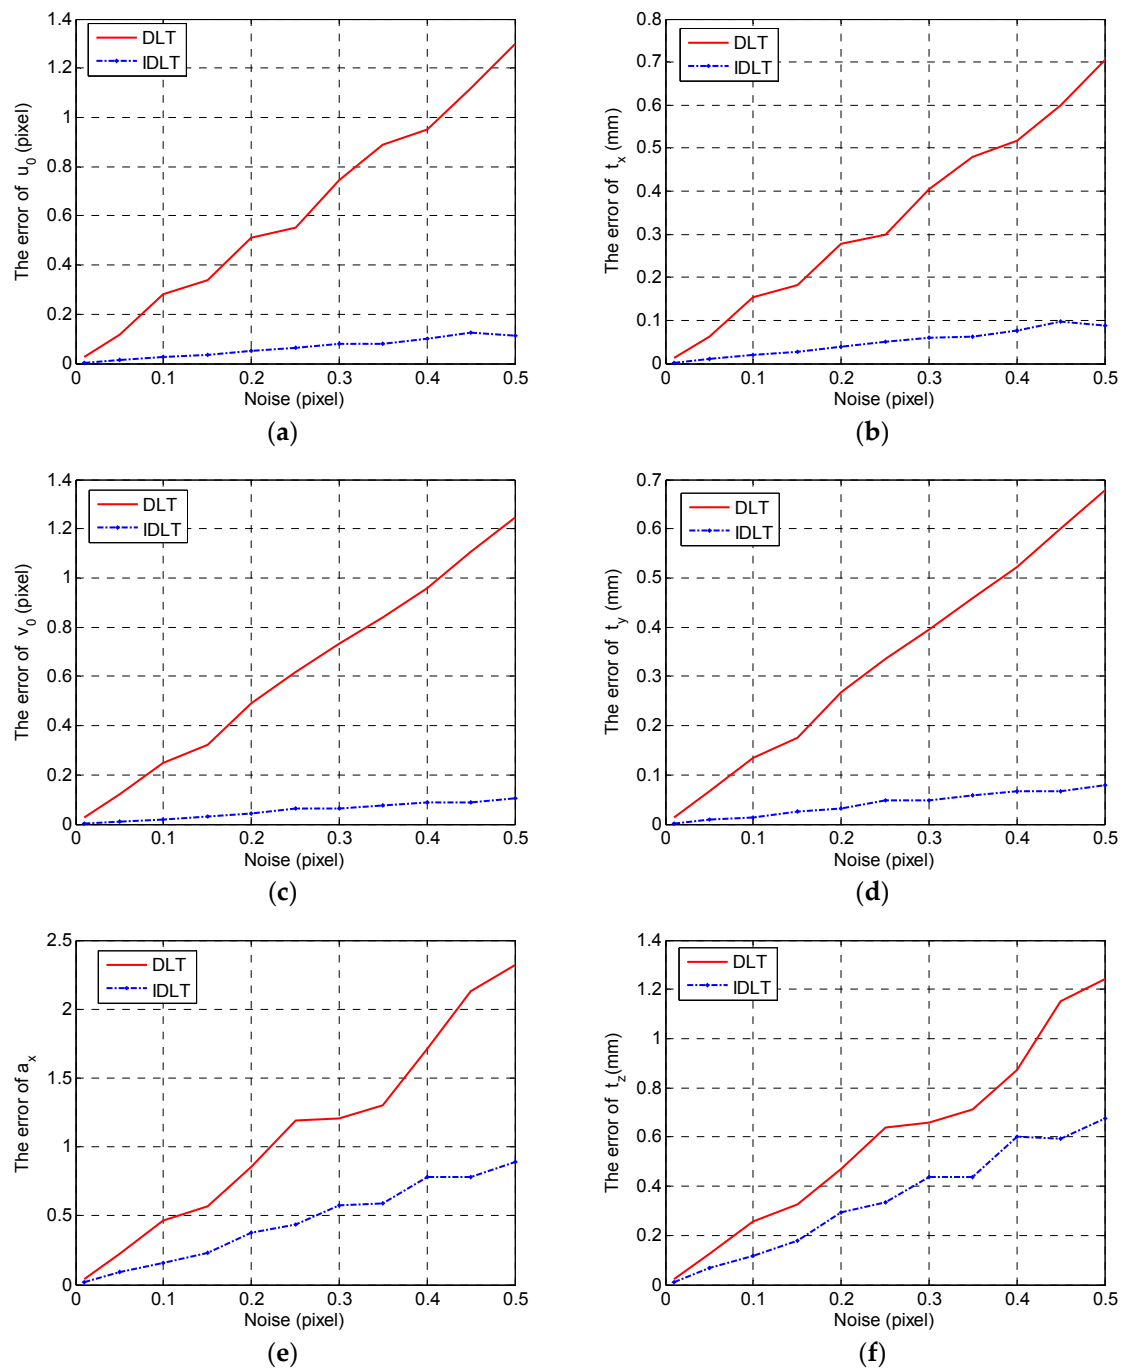 The error of u_0 (pixel)
1.4
1.2
1
0.8
0.6
0.4
0.2
0
DLT
IDLT
0 0.1 0.2 0.3 0.4 0.5
Noise (pixel)
(a)
The error of t_x (mm)
0.8
0.7
0.6
0.5
0.4
0.3
0.2
0.1
0
DLT
IDLT
0 0.1 0.2 0.3 0.4 0.5
Noise (pixel)
(b)
The error of v_0 (pixel)
1.4
1.2
1
0.8
0.6
0.4
0.2
0
DLT
IDLT
0 0.1 0.2 0.3 0.4 0.5
Noise (pixel)
(c)
The error of t_y (mm)
0.7
0.6
0.5
0.4
0.3
0.2
0.1
0
DLT
IDLT
0 0.1 0.2 0.3 0.4 0.5
Noise (pixel)
(d)
The error of a_x
2.5
2
1.5
1
0.5
0
DLT
IDLT
0 0.1 0.2 0.3 0.4 0.5
Noise (pixel)
(e)
The error of t_z(mm)
1.4
1.2
1
0.8
0.6
0.4
0.2
0
DLT
IDLT
0 0.1 0.2 0.3 0.4 0.5
Noise (pixel)
(f)